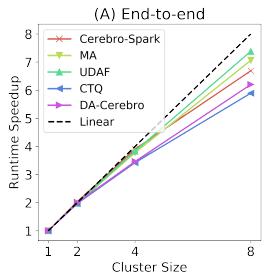 (A) End-to-end
8
7
6
5
4
3
2
1
Runtime Speedup
Cerebro-Spark
MA
UDAF
CTQ
DA-Cerebro
Linear
1 2 4 8
Cluster Size